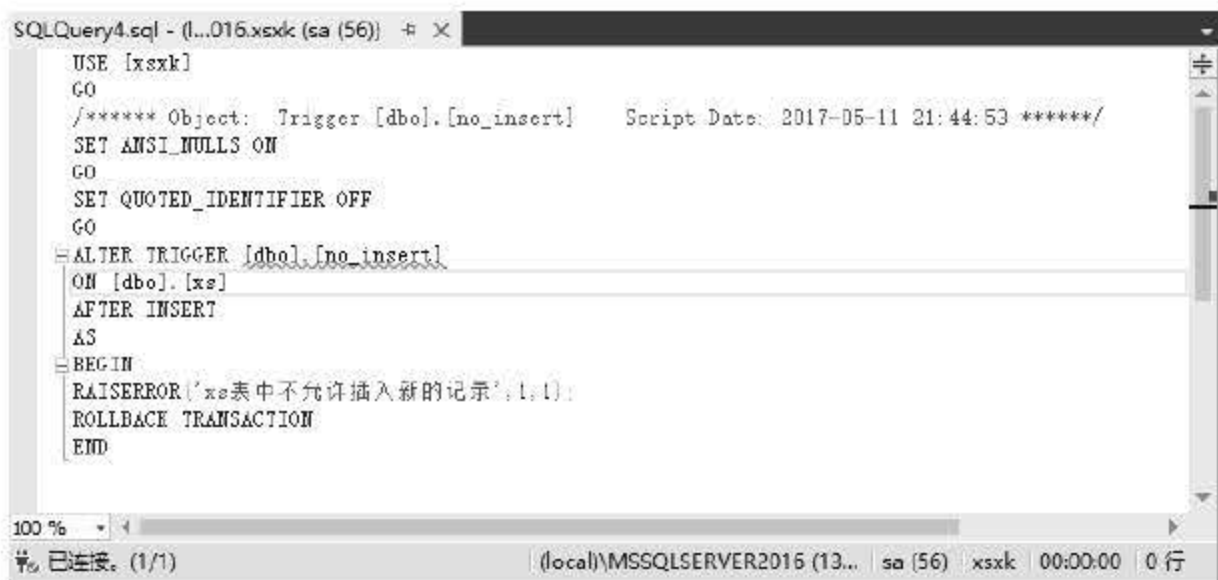 SQLQuery4.sql - (l...016.xsxk (sa (56))
USE [xsxk]
GO
/****** Object:  Trigger [dbo].[no_insert]    Script Date: 2017-05-11 21:44:53 ******/
SET ANSI_NULLS ON
GO
SET QUOTED_IDENTIFIER OFF
GO
ALTER TRIGGER [dbo].[no_insert]
ON [dbo].[xs]
AFTER INSERT
AS
BEGIN
RAISERROR('xs表中不允许插入新的记录',1,1);
ROLLBACK TRANSACTION
END
100 %
已连接。(1/1) (local)\MSSQLSERVER2016 (13... sa (56) xsxk 00:00:00 0 行